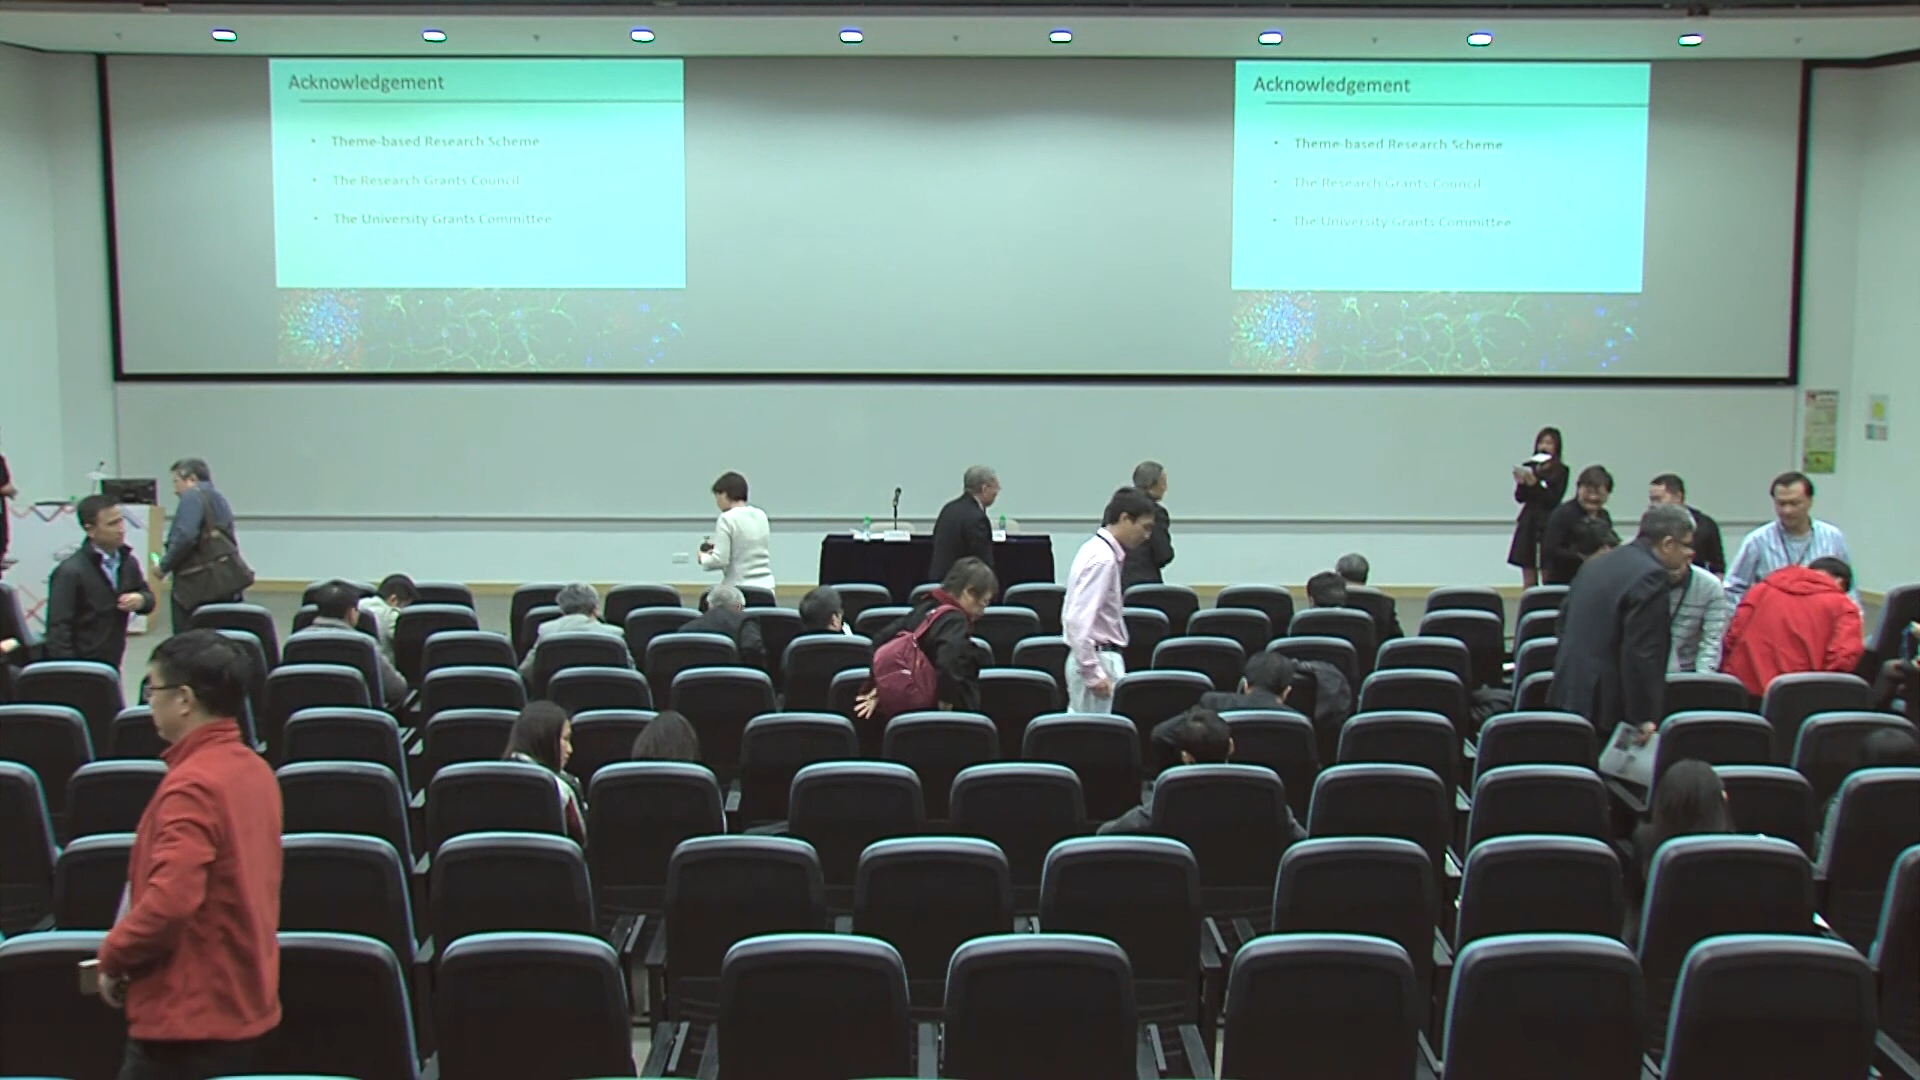 Acknowledgement
• Theme-based Research Scheme
• The Research Grants Council
• The University Grants Committee
Acknowledgement
• Theme-based Research Scheme
• The Research Grants Council
• The University Grants Committee